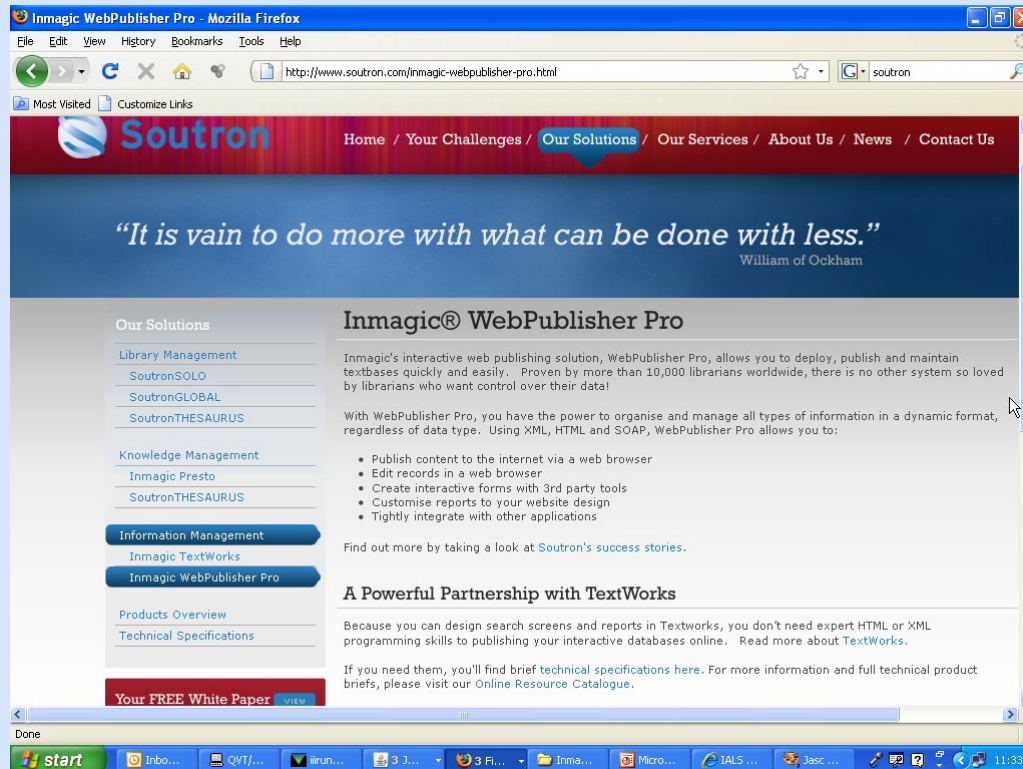 Inmagic WebPublisher Pro - Mozilla Firefox
File Edit View History Bookmarks Tools Help
http://www.soutron.com/inmagic-webpublisher-pro.html
G soutron
Most Visited Customize Links
Soutron
Home / Your Challenges / Our Solutions / Our Services / About Us / News / Contact Us
“It is vain to do more with what can be done with less.”
William of Ockham
Our Solutions
Library Management
SoutronSOLO
SoutronGLOBAL
SoutronTHESAURUS
Knowledge Management
Inmagic Presto
SoutronTHESAURUS
Information Management
Inmagic TextWorks
Inmagic WebPublisher Pro
Products Overview
Technical Specifications
Your FREE White Paper VIEW
Inmagic® WebPublisher Pro
Inmagic's interactive web publishing solution, WebPublisher Pro, allows you to deploy, publish and maintain
textbases quickly and easily. Proven by more than 10,000 librarians worldwide, there is no other system so loved
by librarians who want control over their data!
With WebPublisher Pro, you have the power to organise and manage all types of information in a dynamic format,
regardless of data type. Using XML, HTML and SOAP, WebPublisher Pro allows you to:
• Publish content to the internet via a web browser
• Edit records in a web browser
• Create interactive forms with 3rd party tools
• Customise reports to your website design
• Tightly integrate with other applications
Find out more by taking a look at Soutron's success stories.
A Powerful Partnership with TextWorks
Because you can design search screens and reports in Textworks, you don't need expert HTML or XML
programming skills to publishing your interactive databases online. Read more about TextWorks.
If you need them, you'll find brief technical specifications here. For more information and full technical product
briefs, please visit our Online Resource Catalogue.
Done
start Inbo... QVT/... iiirun... 3 J... 3 Fi... Inma... Micro... IALS ... Jasc ... 11:33